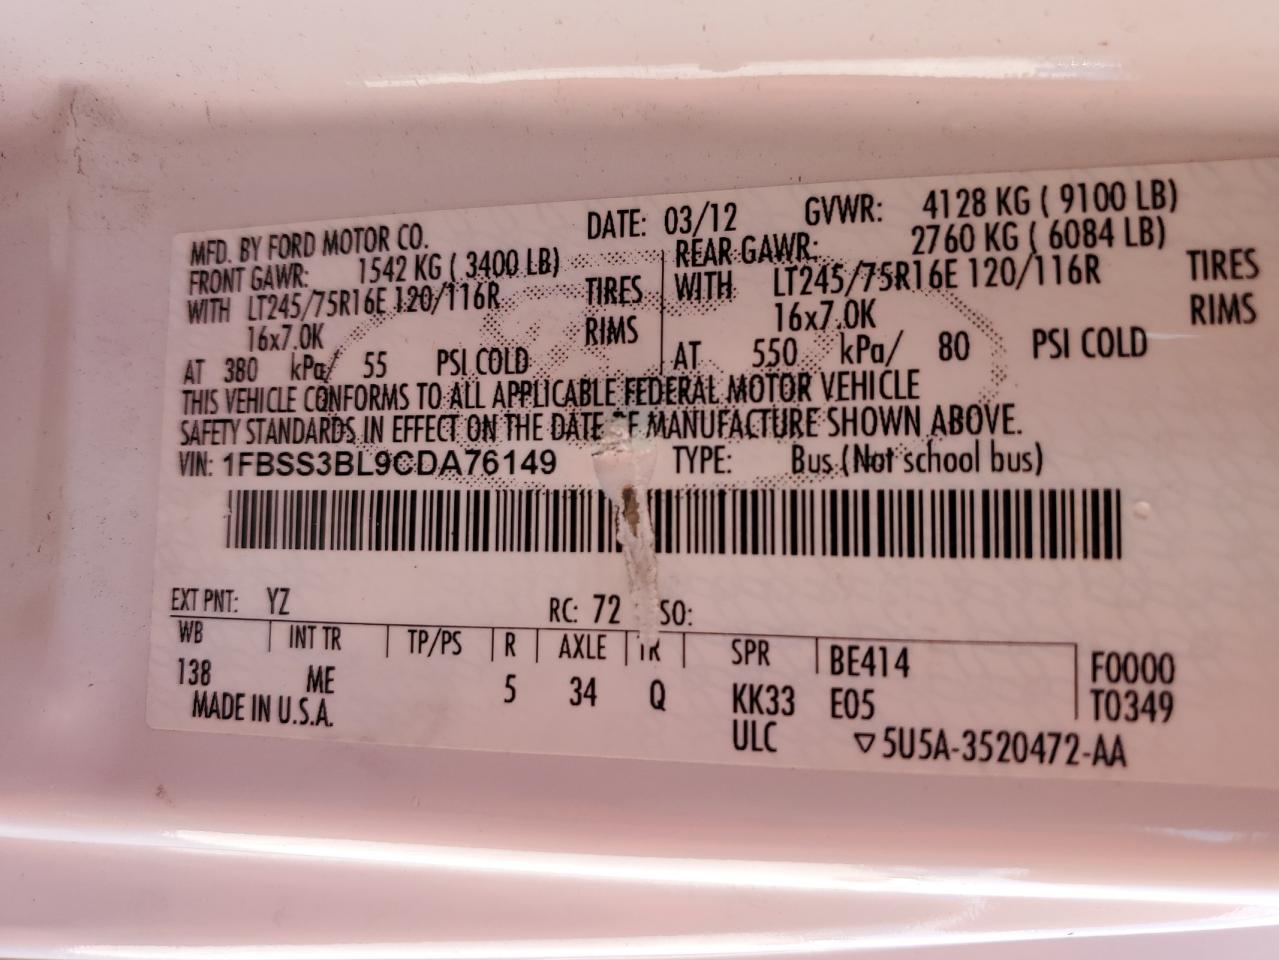 MFD. BY FORD MOTOR CO. DATE: 03/12 GVWR: 4128 KG ( 9100 LB)
FRONT GAWR: 1542 KG ( 3400 LB) REAR GAWR: 2760 KG ( 6084 LB)
WITH LT245/75R16E 120/116R TIRES WITH LT245/75R16E 120/116R TIRES
16x7.0K RIMS 16x7.0K RIMS
AT 380 kPa/ 55 PSI COLD AT 550 kPa/ 80 PSI COLD
THIS VEHICLE CONFORMS TO ALL APPLICABLE FEDERAL MOTOR VEHICLE
SAFETY STANDARDS IN EFFECT ON THE DATE OF MANUFACTURE SHOWN ABOVE.
VIN: 1FBSS3BL9CDA76149 TYPE: Bus (Not school bus)
EXT PNT: YZ RC: 72 SO:
WB INT TR TP/PS R AXLE TR SPR BE414 F0000
138 ME 5 34 Q KK33 E05 T0349
MADE IN U.S.A. ULC ▽5U5A-3520472-AA